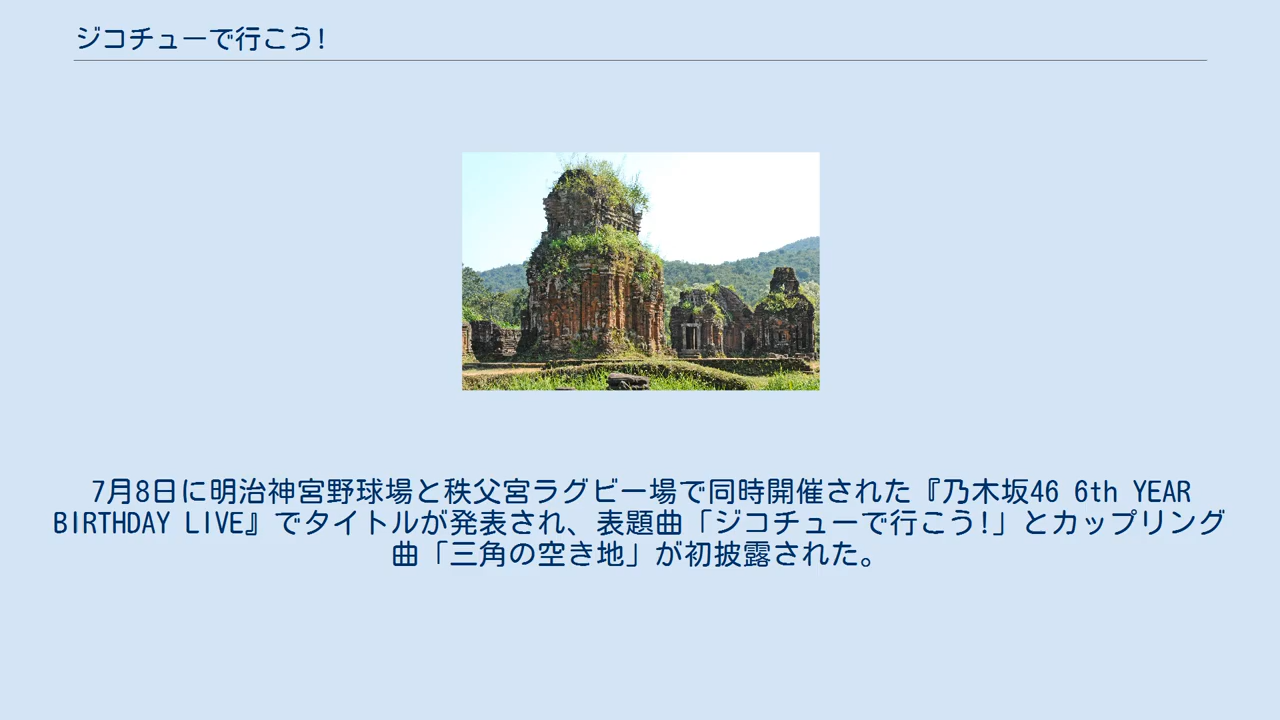 ジコチューで行こう!
7月8日に明治神宮野球場と秩父宮ラグビー場で同時開催された『乃木坂46 6th YEAR
BIRTHDAY LIVE』でタイトルが発表され、表題曲「ジコチューで行こう!」とカップリング
曲「三角の空き地」が初披露された。